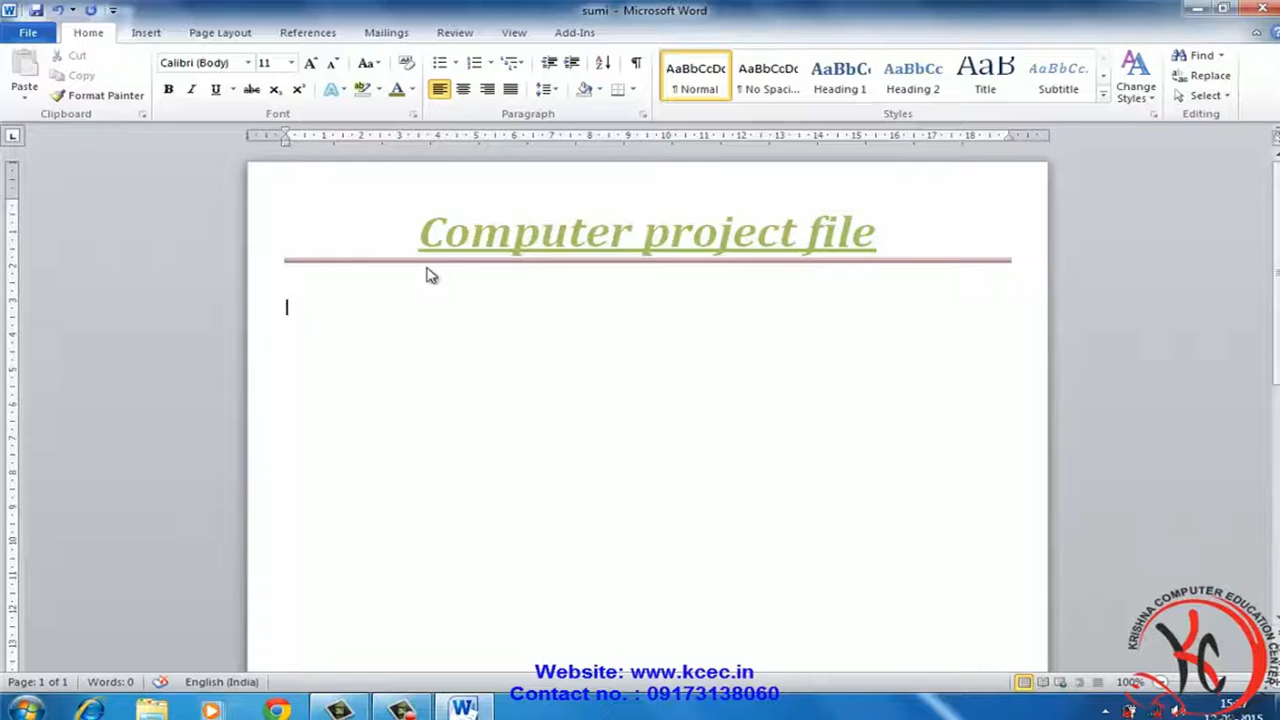 sumi - Microsoft Word
File Home Insert Page Layout References Mailings Review View Add-Ins
Cut
Copy
Format Painter
Paste
Clipboard
Calibri (Body) 11
Font
Paragraph
AaBbCcDc AaBbCcDc AaBbC AaBbCc AaB AaBbCc.
¶ Normal ¶ No Spaci... Heading 1 Heading 2 Title Subtitle
Change Styles
Styles
Find
Replace
Select
Editing
Computer project file
Page: 1 of 1 Words: 0 English (India) 100%
Website: www.kcec.in
Contact no. : 09173138060
KRISHNA COMPUTER EDUCATION CENTER
KC